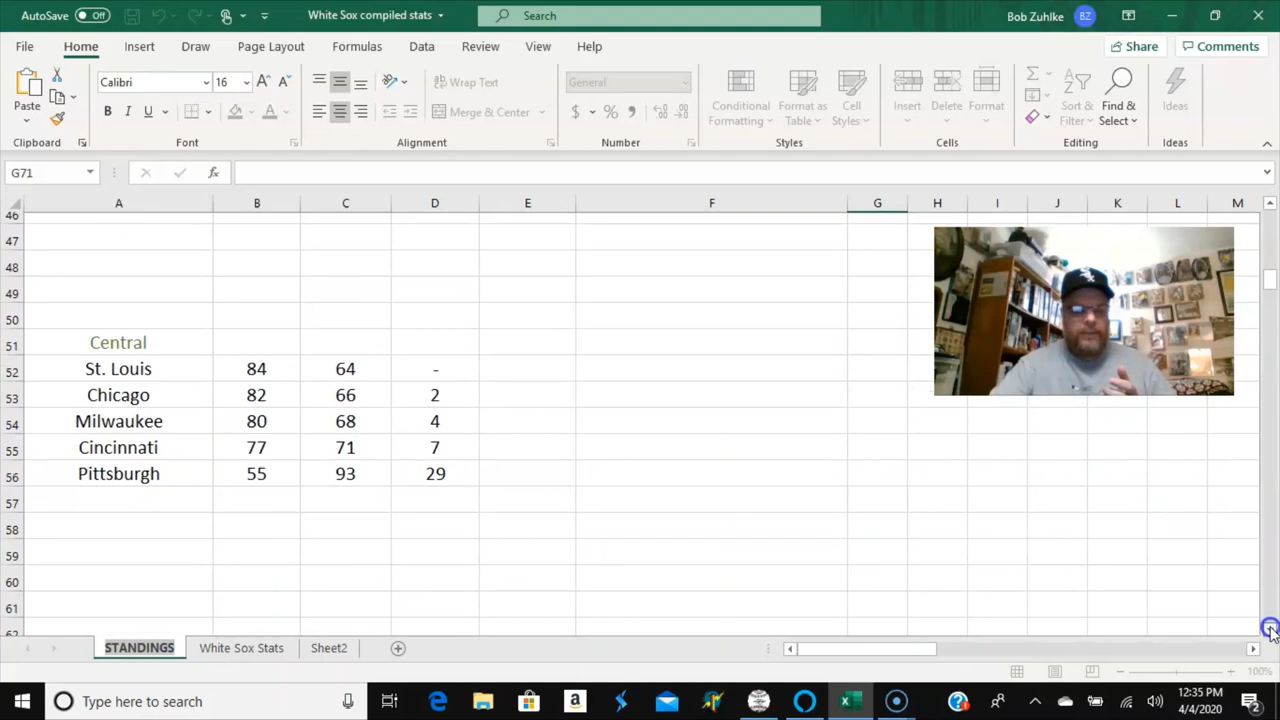 AutoSave Off White Sox compiled stats Search Bob Zuhlke BZ
File Home Insert Draw Page Layout Formulas Data Review View Help Share Comments
Paste Calibri 16 Wrap Text General Conditional Formatting Format as Table Cell Styles Insert Delete Format Sort & Filter Find & Select Ideas
B I U Merge & Center $ %
Clipboard Font Alignment Number Styles Cells Editing Ideas
G71 fx
A B C D E F G H I J K L M
46
47
48
49
50
51 Central
52 St. Louis 84 64 -
53 Chicago 82 66 2
54 Milwaukee 80 68 4
55 Cincinnati 77 71 7
56 Pittsburgh 55 93 29
57
58
59
60
61
62
STANDINGS White Sox Stats Sheet2
100%
Type here to search 12:35 PM
4/4/2020 2